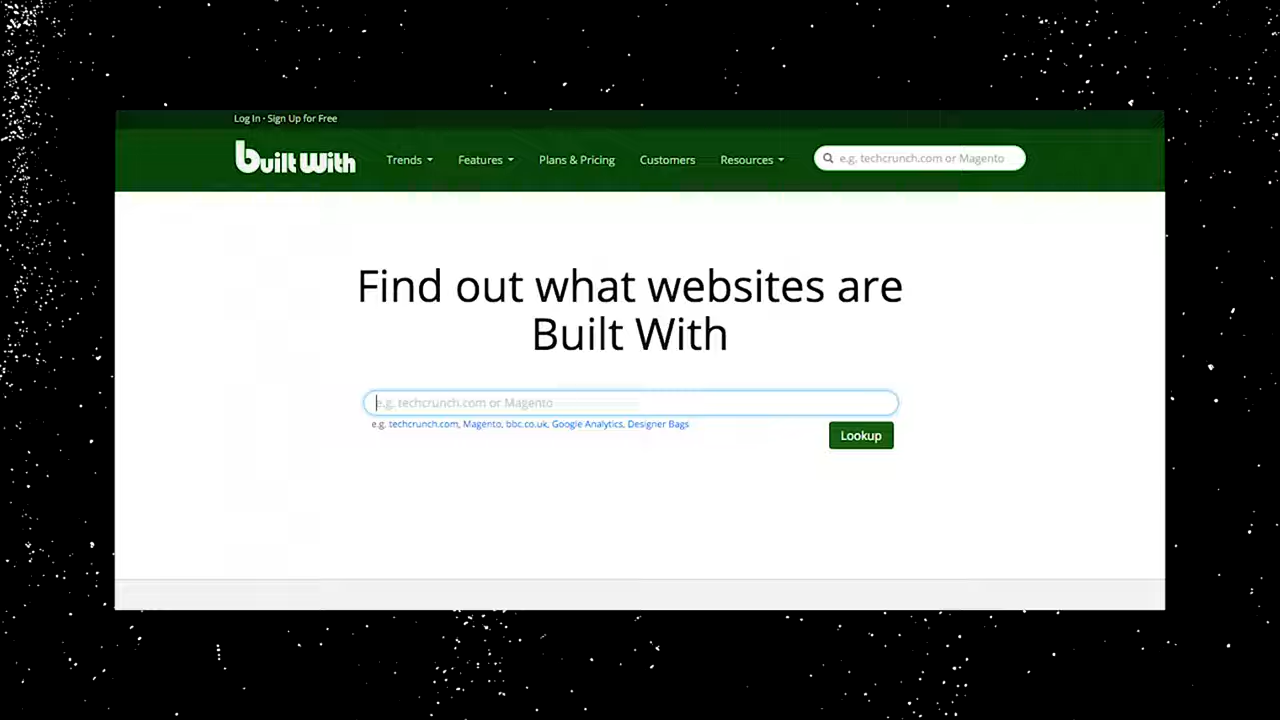 Log In · Sign Up for Free
built With
Trends Features Plans & Pricing Customers Resources
e.g. techcrunch.com or Magento
Find out what websites are
Built With
e.g. techcrunch.com or Magento
e.g. techcrunch.com, Magento, bbc.co.uk, Google Analytics, Designer Bags
Lookup